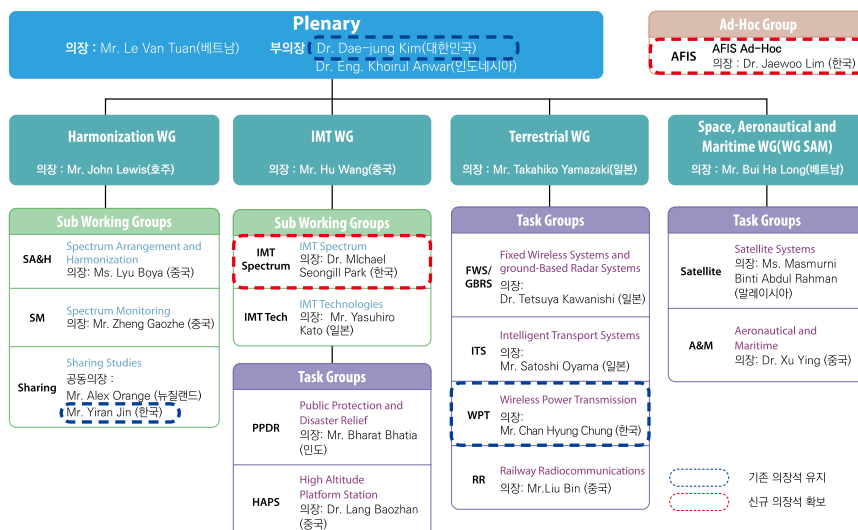 Plenary
의장 : Mr. Le Van Tuan(베트남) 부의장 Dr. Dae-jung Kim(대한민국)
Dr. Eng. Khoirul Anwar(인도네시아)
Ad-Hoc Group
AFIS
AFIS Ad-Hoc
의장 : Dr. Jaewoo Lim (한국)
Harmonization WG
의장 : Mr. John Lewis(호주)
Sub Working Groups
SA&H
Spectrum Arrangement and
Harmonization
의장: Ms. Lyu Boya (중국)
SM
Spectrum Monitoring
의장: Mr. Zheng Gaozhe (중국)
Sharing
Sharing Studies
공동의장 :
Mr. Alex Orange (뉴질랜드)
Mr. Yiran Jin (한국)
IMT WG
의장 : Mr. Hu Wang(중국)
Sub Working Groups
IMT
Spectrum
IMT Spectrum
의장: Dr. MIchael
Seongill Park (한국)
IMT Tech
IMT Technologies
의장: Mr. Yasuhiro
Kato (일본)
Task Groups
PPDR
Public Protection and
Disaster Relief
의장: Mr. Bharat Bhatia
(인도)
HAPS
High Altitude
Platform Station
의장: Dr. Lang Baozhan
(중국)
Terrestrial WG
의장 : Mr. Takahiko Yamazaki(일본)
Task Groups
FWS/
GBRS
Fixed Wireless Systems and
ground-Based Radar Systems
의장:
Dr. Tetsuya Kawanishi (일본)
ITS
Intelligent Transport Systems
의장:
Mr. Satoshi Oyama (일본)
WPT
Wireless Power Transmission
의장:
Mr. Chan Hyung Chung (한국)
RR
Railway Radiocommunications
의장: Mr.Liu Bin (중국)
Space, Aeronautical and
Maritime WG(WG SAM)
의장 : Mr. Bui Ha Long(베트남)
Task Groups
Satellite
Satellite Systems
의장: Ms. Masmurni
Binti Abdul Rahman
(말레이시아)
A&M
Aeronautical and
Maritime
의장: Dr. Xu Ying (중국)
기존 의장석 유지
신규 의장석 확보